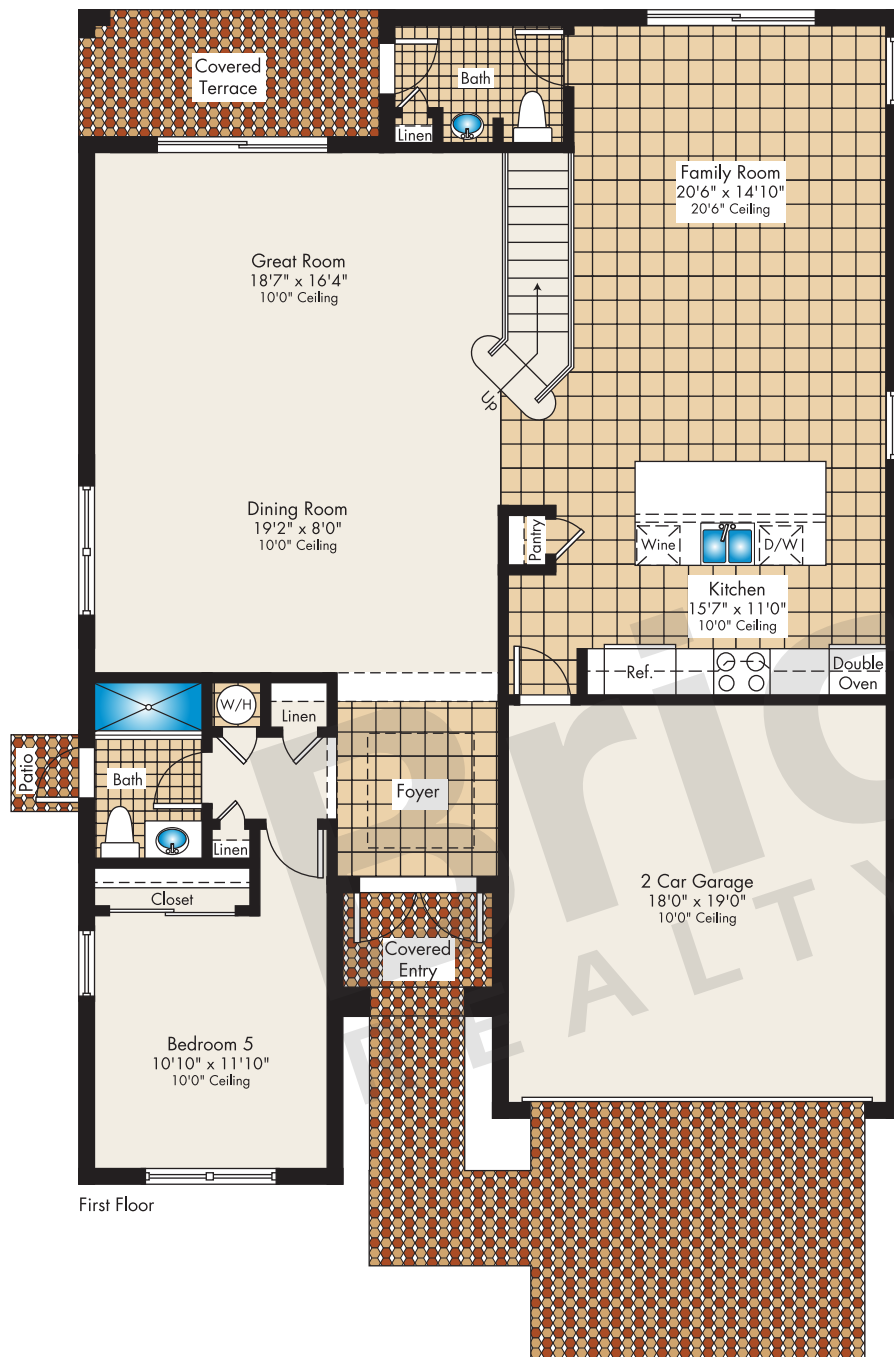 Covered
Terrace
Bath
Linen
Family Room
20'6" x 14'10"
20'6" Ceiling
Great Room
18'7" x 16'4"
10'0" Ceiling
Up
Dining Room
19'2" x 8'0"
10'0" Ceiling
Pantry
Wine
D/W
Kitchen
15'7" x 11'0"
10'0" Ceiling
Ref.
Double
Oven
W/H
Linen
Patio
Bath
Foyer
Linen
Closet
2 Car Garage
18'0" x 19'0"
10'0" Ceiling
Covered
Entry
Bedroom 5
10'10" x 11'10"
10'0" Ceiling
First Floor